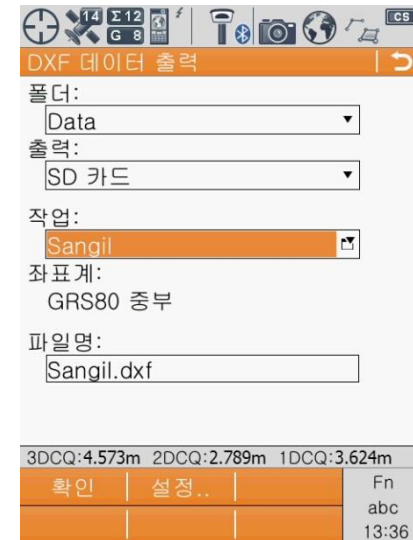 14 Σ12
G 8
CS
DXF 데이터 출력
폴더:
Data
출력:
SD 카드
작업:
Sangil
좌표계:
GRS80 중부
파일명:
Sangil.dxf
3DCQ:4.573m 2DCQ:2.789m 1DCQ:3.624m
확인 설정.. Fn
abc
13:36